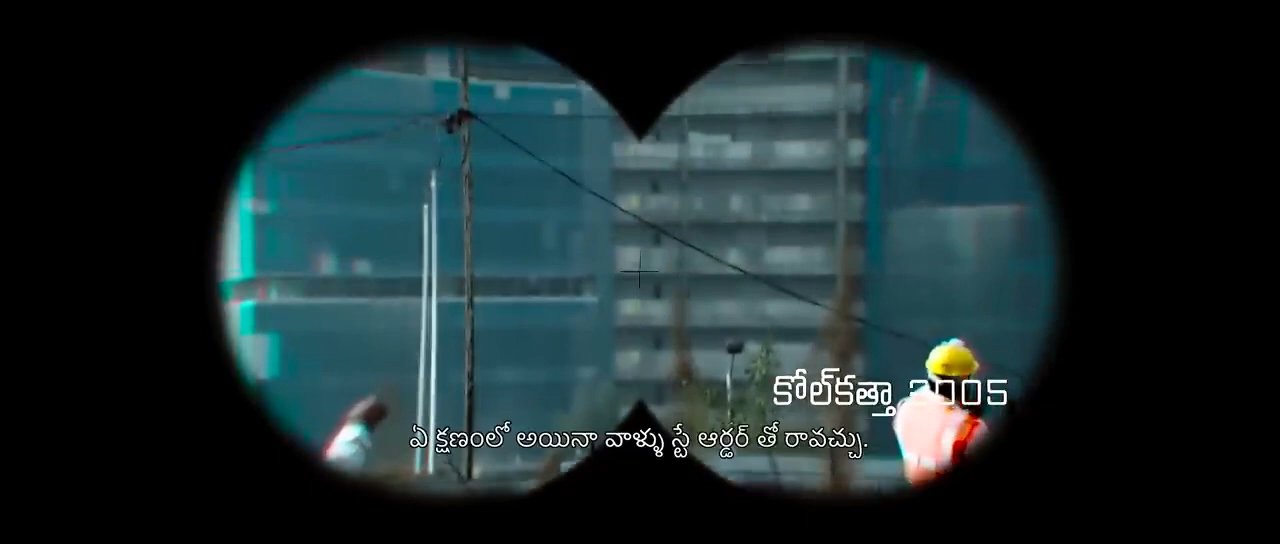 కోల్‌కత్తా 2005
ఏ క్షణంలో అయినా వాళ్ళు స్టే ఆర్డర్ తో రావచ్చు.